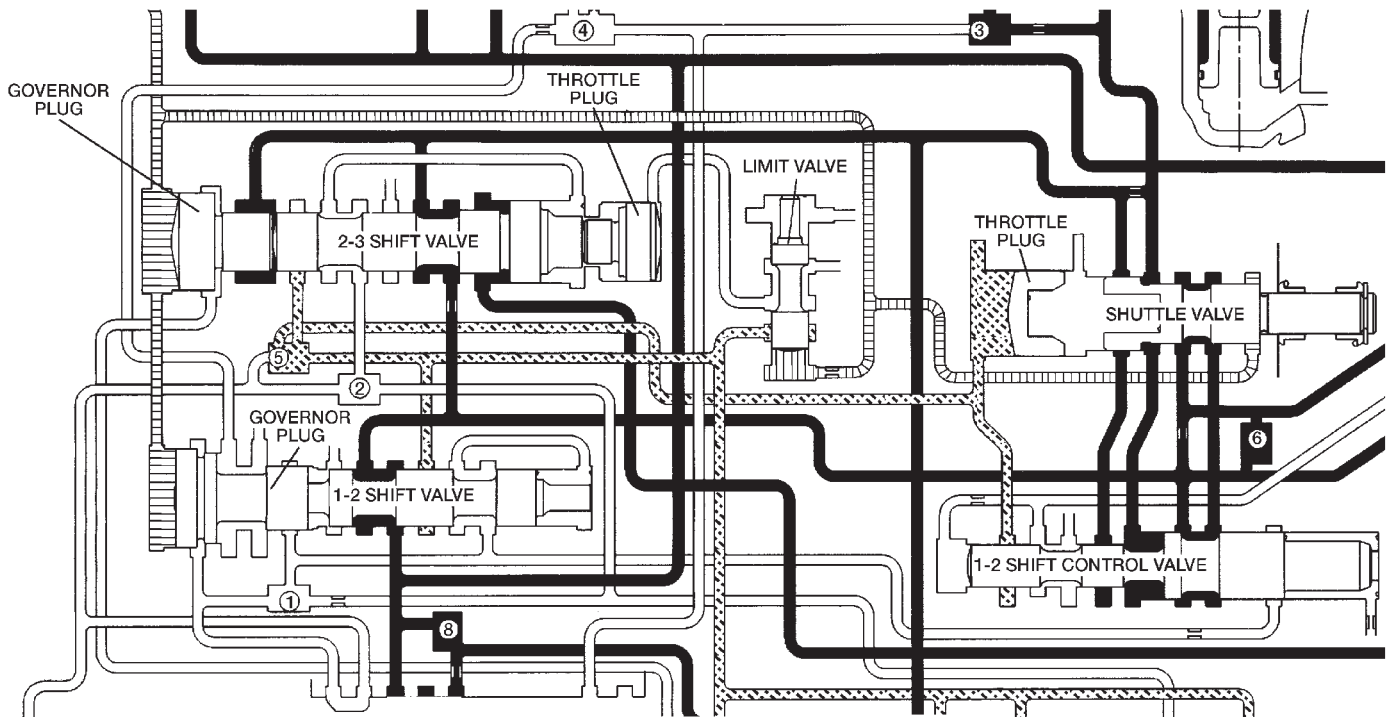 4
3
GOVERNOR
PLUG
THROTTLE
PLUG
LIMIT VALVE
THROTTLE
PLUG
2-3 SHIFT VALVE
SHUTTLE VALVE
5
2
GOVERNOR
PLUG
6
1-2 SHIFT VALVE
1-2 SHIFT CONTROL VALVE
1
8